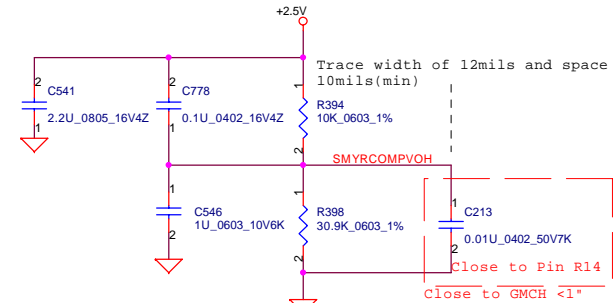 +2.5V
Trace width of 12mils and space
10mils(min)
2
C541
2.2U_0805_16V4Z
1
2
C778
0.1U_0402_16V4Z
1
1
R394
10K_0603_1%
2
SMYRCOMPVOH
1
C546
1U_0603_10V6K
2
1
R398
30.9K_0603_1%
2
1
C213
0.01U_0402_50V7K
2
Close to Pin R14
Close to GMCH <1"